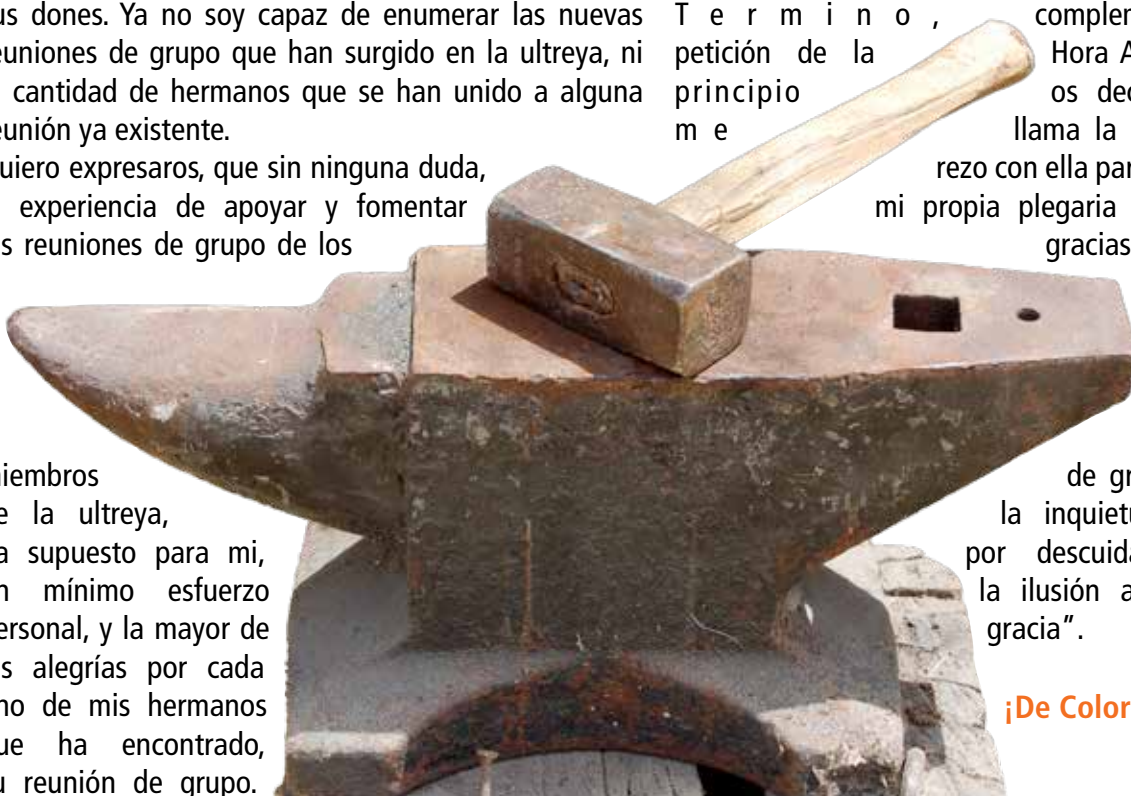 us dones. Ya no soy capaz de enumerar las nuevas
euniones de grupo que han surgido en la ultreya, ni
cantidad de hermanos que se han unido a alguna
eunión ya existente.
uiero expresaros, que sin ninguna duda,
experiencia de apoyar y fomentar
s reuniones de grupo de los
iembros
e la ultreya,
a supuesto para mi,
n mínimo esfuerzo
ersonal, y la mayor de
s alegrías por cada
no de mis hermanos
ue ha encontrado,
u reunión de grupo.
T e r m i n o , complem
petición de la Hora A
principio os dec
m e llama la
rezo con ella par
mi propia plegaria
gracias
de gr
la inquietu
por descuida
la ilusión a
gracia”.
¡De Color